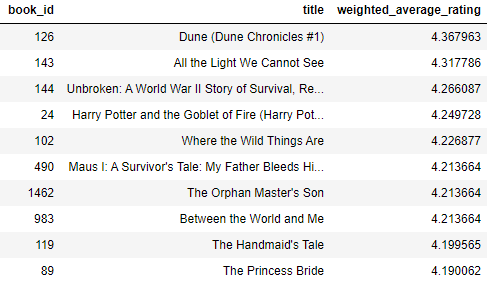 book_id title weighted_average_rating
126 Dune (Dune Chronicles #1) 4.367963
143 All the Light We Cannot See 4.317786
144 Unbroken: A World War II Story of Survival, Re... 4.266087
24 Harry Potter and the Goblet of Fire (Harry Pot... 4.249728
102 Where the Wild Things Are 4.226877
490 Maus I: A Survivor's Tale: My Father Bleeds Hi... 4.213664
1462 The Orphan Master's Son 4.213664
983 Between the World and Me 4.213664
119 The Handmaid's Tale 4.199565
89 The Princess Bride 4.190062